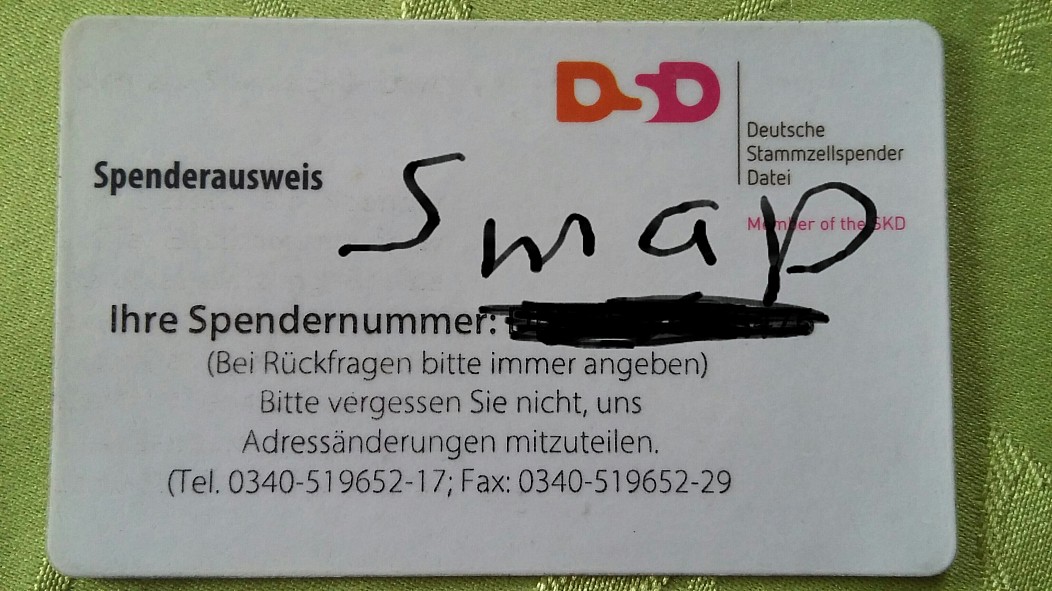 DSD
Deutsche
Stammzellspender
Datei
Member of the SKD
Spenderausweis
Smap
Ihre Spendernummer:
(Bei Rückfragen bitte immer angeben)
Bitte vergessen Sie nicht, uns
Adressänderungen mitzuteilen.
(Tel. 0340-519652-17; Fax: 0340-519652-29